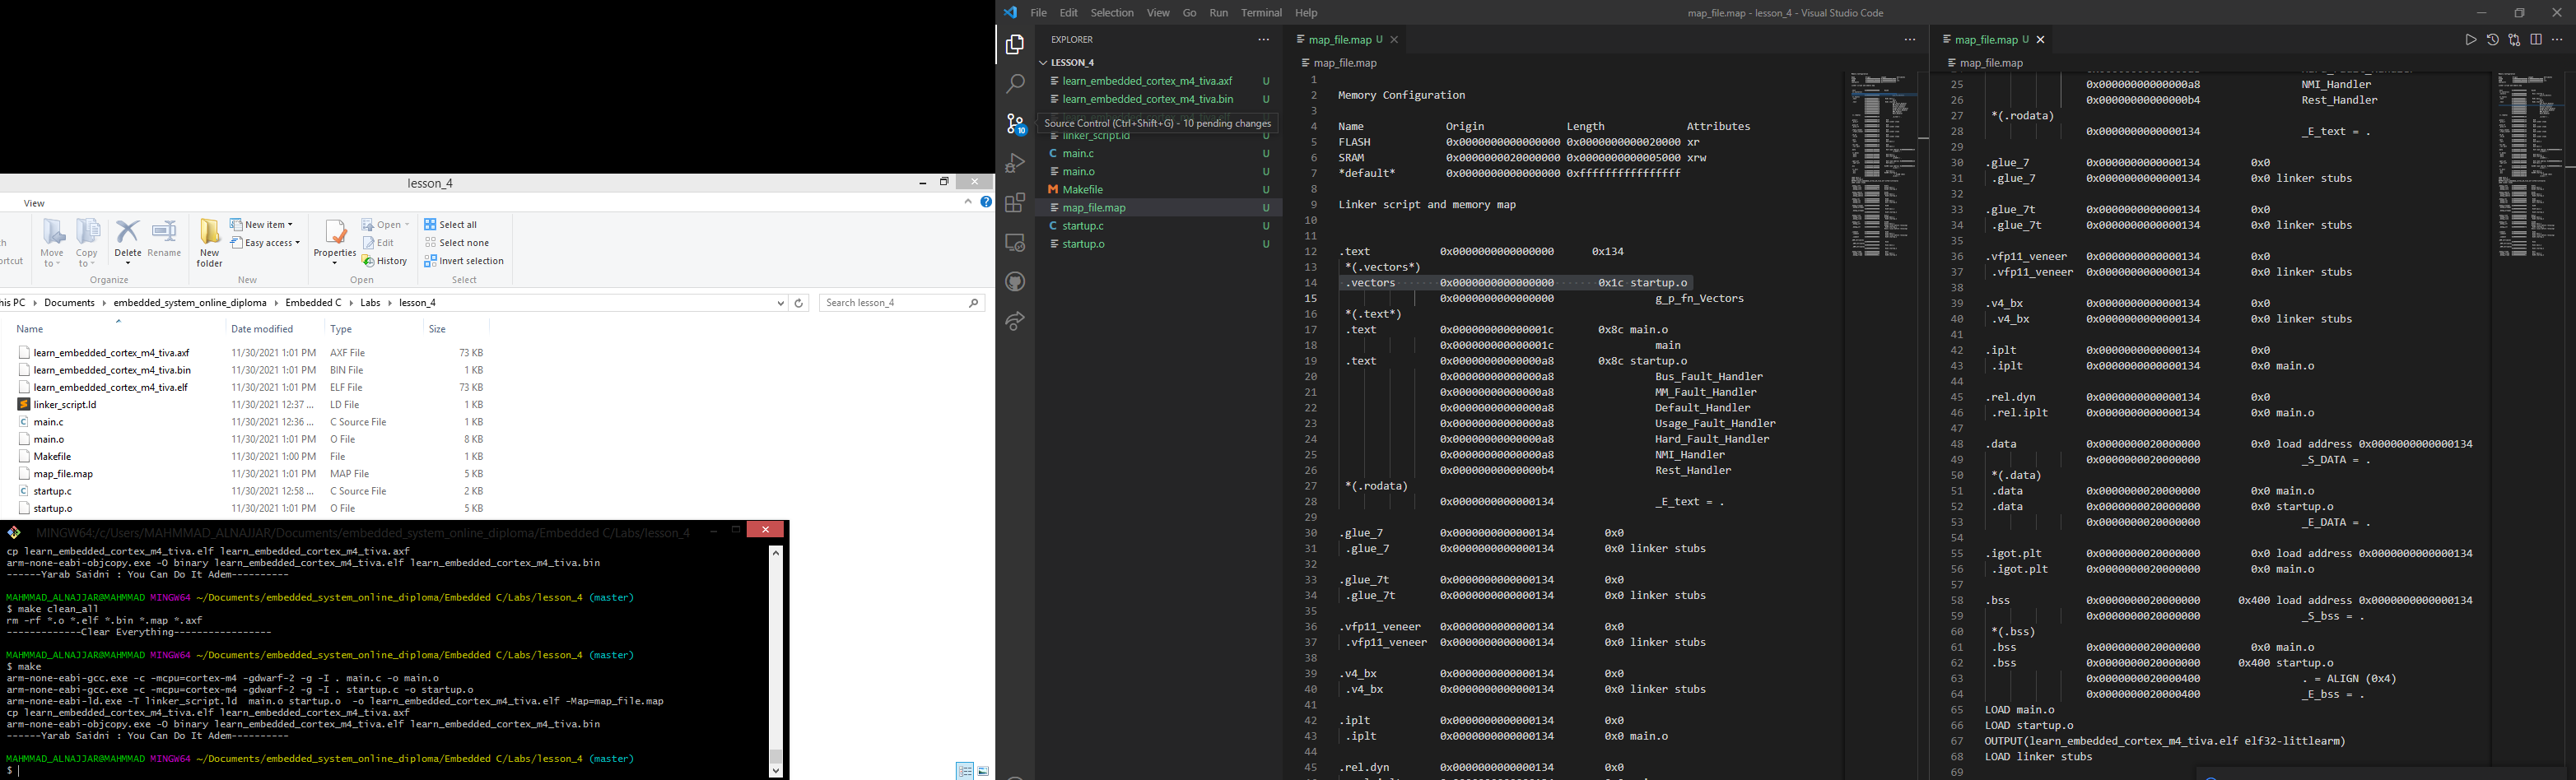 lesson_4
View
Move to
Copy to
Delete
Rename
New folder
New item
Easy access
Properties
Open
Edit
History
Select all
Select none
Invert selection
Organize
New
Open
Select
his PC > Documents > embedded_system_online_diploma > Embedded C > Labs > lesson_4
Search lesson_4
Name Date modified Type Size
learn_embedded_cortex_m4_tiva.axf 11/30/2021 1:01 PM AXF File 73 KB
learn_embedded_cortex_m4_tiva.bin 11/30/2021 1:01 PM BIN File 1 KB
learn_embedded_cortex_m4_tiva.elf 11/30/2021 1:01 PM ELF File 73 KB
linker_script.ld 11/30/2021 12:37 ... LD File 1 KB
main.c 11/30/2021 12:36 ... C Source File 1 KB
main.o 11/30/2021 1:01 PM O File 8 KB
Makefile 11/30/2021 1:00 PM File 1 KB
map_file.map 11/30/2021 1:01 PM MAP File 5 KB
startup.c 11/30/2021 12:58 ... C Source File 2 KB
startup.o 11/30/2021 1:01 PM O File 5 KB
MINGW64:/c/Users/MAHMMAD_ALNAJJAR/Documents/embedded_system_online_diploma/Embedded C/Labs/lesson_4
cp learn_embedded_cortex_m4_tiva.elf learn_embedded_cortex_m4_tiva.axf
arm-none-eabi-objcopy.exe -O binary learn_embedded_cortex_m4_tiva.elf learn_embedded_cortex_m4_tiva.bin
------Yarab Saidni : You Can Do It Adem----------
MAHMMAD_ALNAJJAR@MAHMMAD MINGW64 ~/Documents/embedded_system_online_diploma/Embedded C/Labs/lesson_4 (master)
$ make clean_all
rm -rf *.o *.elf *.bin *.map *.axf
-------------Clear Everything-----------------
MAHMMAD_ALNAJJAR@MAHMMAD MINGW64 ~/Documents/embedded_system_online_diploma/Embedded C/Labs/lesson_4 (master)
$ make
arm-none-eabi-gcc.exe -c -mcpu=cortex-m4 -gdwarf-2 -g -I . main.c -o main.o
arm-none-eabi-gcc.exe -c -mcpu=cortex-m4 -gdwarf-2 -g -I . startup.c -o startup.o
arm-none-eabi-ld.exe -T linker_script.ld main.o startup.o -o learn_embedded_cortex_m4_tiva.elf -Map=map_file.map
cp learn_embedded_cortex_m4_tiva.elf learn_embedded_cortex_m4_tiva.axf
arm-none-eabi-objcopy.exe -O binary learn_embedded_cortex_m4_tiva.elf learn_embedded_cortex_m4_tiva.bin
------Yarab Saidni : You Can Do It Adem----------
MAHMMAD_ALNAJJAR@MAHMMAD MINGW64 ~/Documents/embedded_system_online_diploma/Embedded C/Labs/lesson_4 (master)
$
File Edit Selection View Go Run Terminal Help
map_file.map - lesson_4 - Visual Studio Code
EXPLORER
LESSON_4
learn_embedded_cortex_m4_tiva.axf U
learn_embedded_cortex_m4_tiva.bin U
Source Control (Ctrl+Shift+G) - 10 pending changes
linker_script.ld U
main.c U
main.o U
Makefile U
map_file.map U
startup.c U
startup.o U
10
map_file.map U
map_file.map
1
2 Memory Configuration
3
4 Name Origin Length Attributes
5 FLASH 0x0000000000000000 0x0000000000020000 xr
6 SRAM 0x0000000020000000 0x0000000000005000 xrw
7 *default* 0x0000000000000000 0xffffffffffffffff
8
9 Linker script and memory map
10
11
12 .text 0x0000000000000000 0x134
13 *(.vectors*)
14 .vectors 0x0000000000000000 0x1c startup.o
15 0x0000000000000000 g_p_fn_Vectors
16 *(.text*)
17 .text 0x000000000000001c 0x8c main.o
18 0x000000000000001c main
19 .text 0x00000000000000a8 0x8c startup.o
20 0x00000000000000a8 Bus_Fault_Handler
21 0x00000000000000a8 MM_Fault_Handler
22 0x00000000000000a8 Default_Handler
23 0x00000000000000a8 Usage_Fault_Handler
24 0x00000000000000a8 Hard_Fault_Handler
25 0x00000000000000a8 NMI_Handler
26 0x00000000000000b4 Rest_Handler
27 *(.rodata)
28 0x0000000000000134 _E_text = .
29
30 .glue_7 0x0000000000000134 0x0
31 .glue_7 0x0000000000000134 0x0 linker stubs
32
33 .glue_7t 0x0000000000000134 0x0
34 .glue_7t 0x0000000000000134 0x0 linker stubs
35
36 .vfp11_veneer 0x0000000000000134 0x0
37 .vfp11_veneer 0x0000000000000134 0x0 linker stubs
38
39 .v4_bx 0x0000000000000134 0x0
40 .v4_bx 0x0000000000000134 0x0 linker stubs
41
42 .iplt 0x0000000000000134 0x0
43 .iplt 0x0000000000000134 0x0 main.o
44
45 .rel.dyn 0x0000000000000134 0x0
map_file.map U
map_file.map
25 0x00000000000000a8 NMI_Handler
26 0x00000000000000b4 Rest_Handler
27 *(.rodata)
28 0x0000000000000134 _E_text = .
29
30 .glue_7 0x0000000000000134 0x0
31 .glue_7 0x0000000000000134 0x0 linker stubs
32
33 .glue_7t 0x0000000000000134 0x0
34 .glue_7t 0x0000000000000134 0x0 linker stubs
35
36 .vfp11_veneer 0x0000000000000134 0x0
37 .vfp11_veneer 0x0000000000000134 0x0 linker stubs
38
39 .v4_bx 0x0000000000000134 0x0
40 .v4_bx 0x0000000000000134 0x0 linker stubs
41
42 .iplt 0x0000000000000134 0x0
43 .iplt 0x0000000000000134 0x0 main.o
44
45 .rel.dyn 0x0000000000000134 0x0
46 .rel.iplt 0x0000000000000134 0x0 main.o
47
48 .data 0x0000000020000000 0x0 load address 0x0000000000000134
49 0x0000000020000000 _S_DATA = .
50 *(.data)
51 .data 0x0000000020000000 0x0 main.o
52 .data 0x0000000020000000 0x0 startup.o
53 0x0000000020000000 _E_DATA = .
54
55 .igot.plt 0x0000000020000000 0x0 load address 0x0000000000000134
56 .igot.plt 0x0000000020000000 0x0 main.o
57
58 .bss 0x0000000020000000 0x400 load address 0x0000000000000134
59 0x0000000020000000 _S_bss = .
60 *(.bss)
61 .bss 0x0000000020000000 0x0 main.o
62 .bss 0x0000000020000000 0x400 startup.o
63 0x0000000020000400 . = ALIGN (0x4)
64 0x0000000020000400 _E_bss = .
65 LOAD main.o
66 LOAD startup.o
67 OUTPUT(learn_embedded_cortex_m4_tiva.elf elf32-littlearm)
68 LOAD linker stubs
69